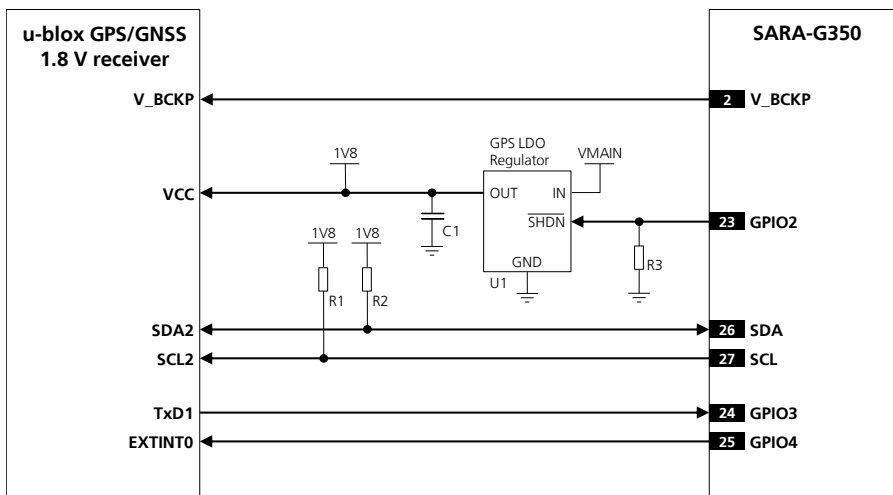 u-blox GPS/GNSS
1.8 V receiver
SARA-G350
V_BCKP
2 V_BCKP
GPS LDO
Regulator
VMAIN
1V8
VCC
OUT IN
SHDN
23 GPIO2
C1
1V8 1V8
GND
R3
U1
R1 R2
SDA2
26 SDA
SCL2
27 SCL
TxD1
24 GPIO3
EXTINT0
25 GPIO4